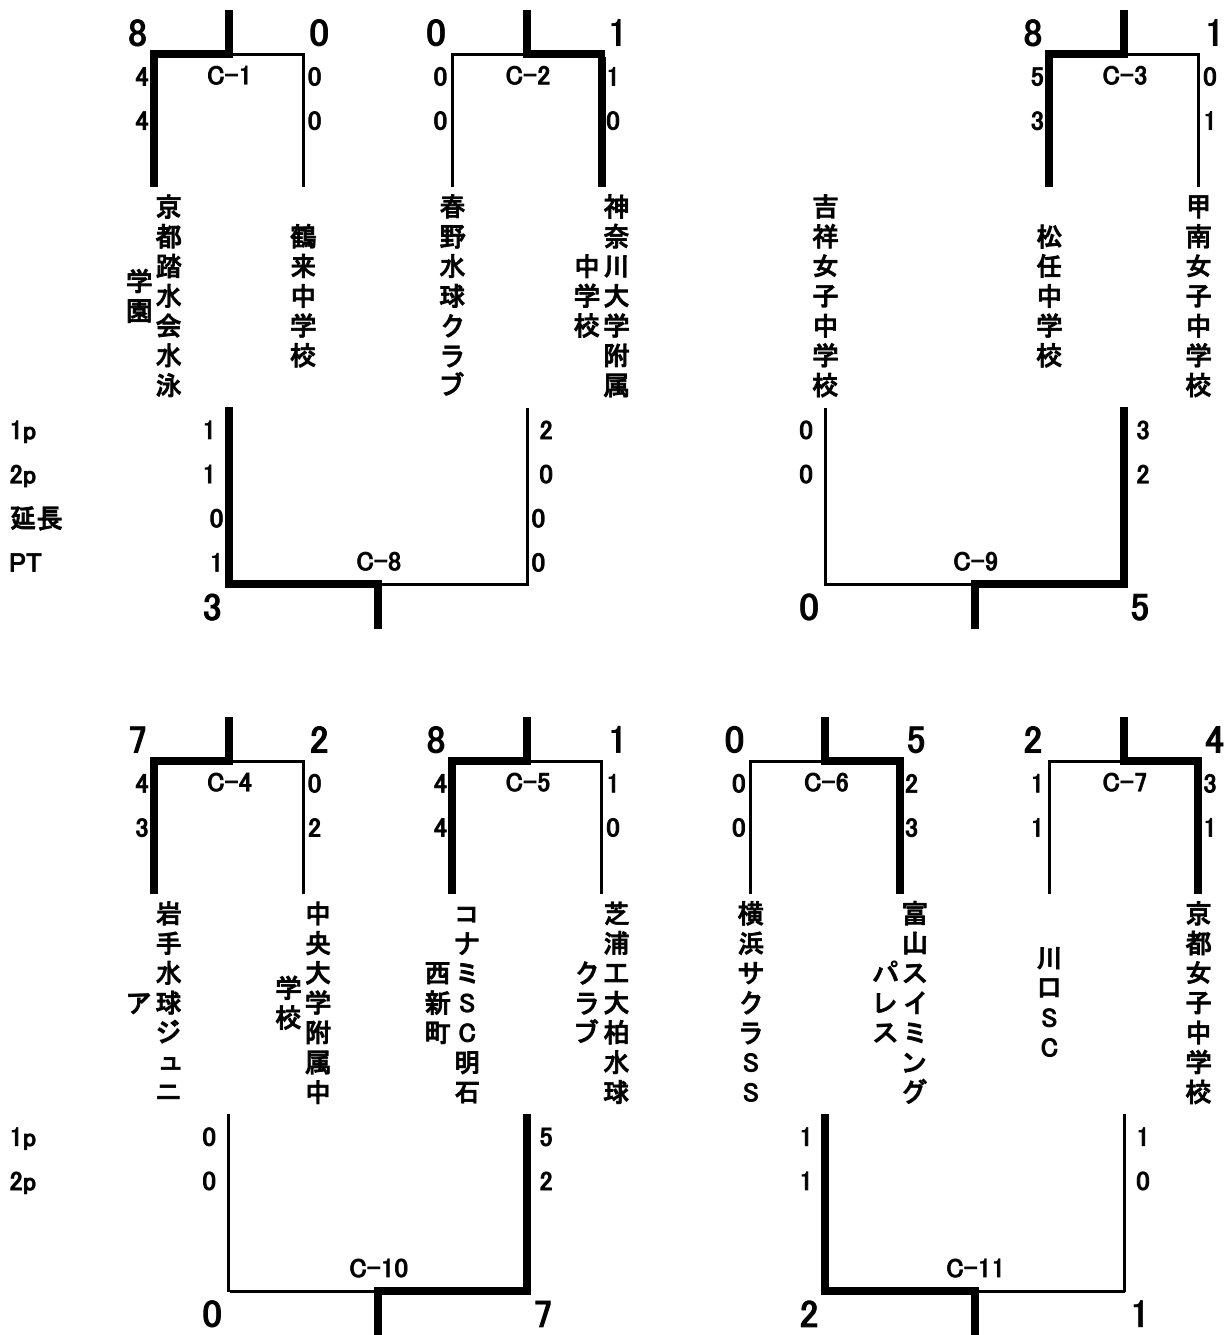 8 0 0 1 8 1
4 C-1 0 0 C-2 1 5 C-3 0
4 0 0 0 3 1
京都踏水会水泳
学園
鶴来中学校
春野水球クラブ
神奈川大学附属
中学校
吉祥女子中学校
松任中学校
甲南女子中学校
1p 1 2 0 3
2p 1 0 0 2
延長 0 0
PT 1 C-8 0 C-9
3 0 5
7 2 8 1 0 5 2 4
4 C-4 0 4 C-5 1 0 C-6 2 1 C-7 3
3 2 4 0 0 3 1 1
岩手水球ジュニ
ア
中央大学附属中
学校
コナミSC明石
西新町
芝浦工大柏水球
クラブ
横浜サクラSS
富山スイミング
パレス
川口SC
京都女子中学校
1p 0 5 1 1
2p 0 2 1 0
C-10 C-11
0 7 2 1